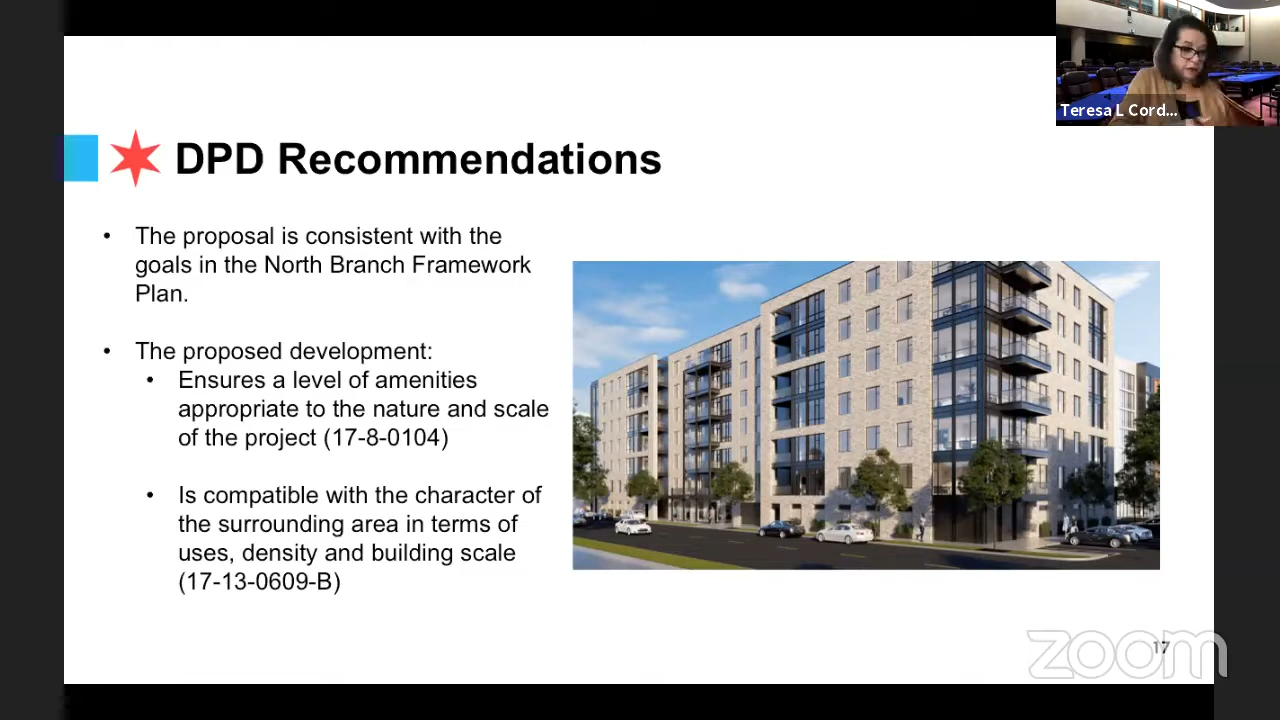 Teresa L Cord...
DPD Recommendations
• The proposal is consistent with the
goals in the North Branch Framework
Plan.
• The proposed development:
• Ensures a level of amenities
appropriate to the nature and scale
of the project (17-8-0104)
• Is compatible with the character of
the surrounding area in terms of
uses, density and building scale
(17-13-0609-B)
17
zoom